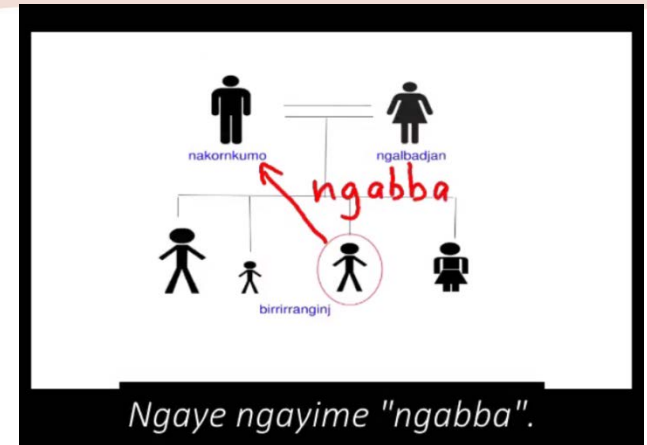 nakornkumo
ngalbadjan
ngabba
birrirranginj
Ngaye ngayime "ngabba".